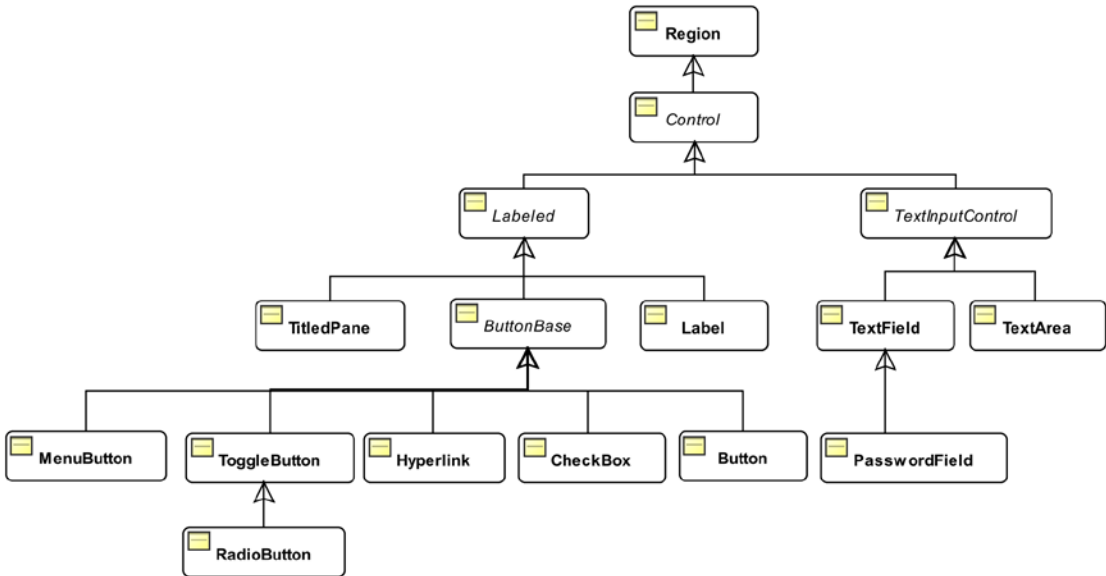 Region
Control
Labeled
TextInputControl
TitledPane
ButtonBase
Label
TextField
TextArea
MenuButton
ToggleButton
Hyperlink
CheckBox
Button
PasswordField
RadioButton